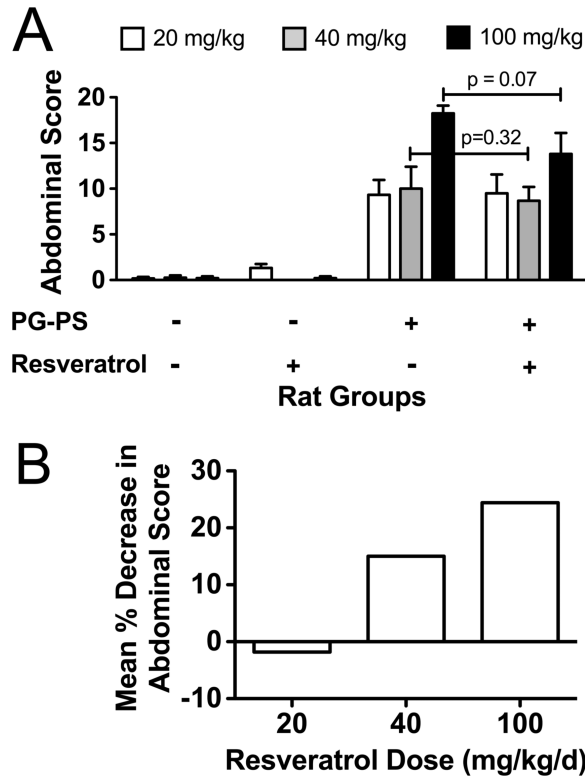 A
20 mg/kg 40 mg/kg 100 mg/kg
Abdominal Score
20
15
10
5
0
p = 0.07
p=0.32
PG-PS - - + +
Resveratrol - + - +
Rat Groups
B
Mean % Decrease in
Abdominal Score
30
20
10
0
-10
20 40 100
Resveratrol Dose (mg/kg/d)